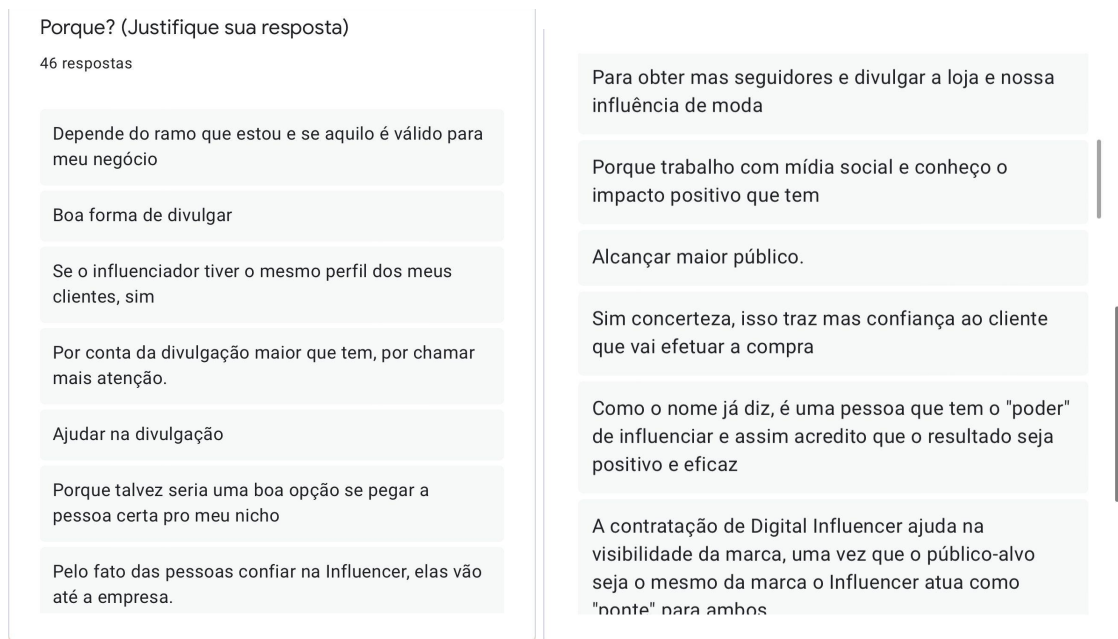 Porque? (Justifique sua resposta)
46 respostas
Depende do ramo que estou e se aquilo é válido para
meu negócio
Boa forma de divulgar
Se o influenciador tiver o mesmo perfil dos meus
clientes, sim
Por conta da divulgação maior que tem, por chamar
mais atenção.
Ajudar na divulgação
Porque talvez seria uma boa opção se pegar a
pessoa certa pro meu nicho
Pelo fato das pessoas confiar na Influencer, elas vão
até a empresa.
Para obter mas seguidores e divulgar a loja e nossa
influência de moda
Porque trabalho com mídia social e conheço o
impacto positivo que tem
Alcançar maior público.
Sim concerteza, isso traz mas confiança ao cliente
que vai efetuar a compra
Como o nome já diz, é uma pessoa que tem o "poder"
de influenciar e assim acredito que o resultado seja
positivo e eficaz
A contratação de Digital Influencer ajuda na
visibilidade da marca, uma vez que o público-alvo
seja o mesmo da marca o Influencer atua como
"ponte" para ambos